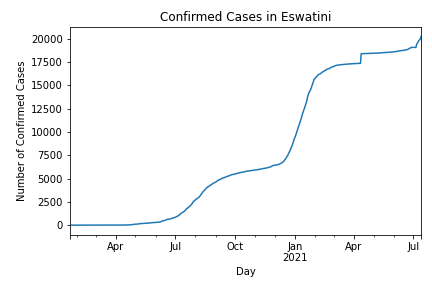 Confirmed Cases in Eswatini
Number of Confirmed Cases
20000
17500
15000
12500
10000
7500
5000
2500
0
Apr
Jul
Oct
Jan
2021
Apr
Jul
Day